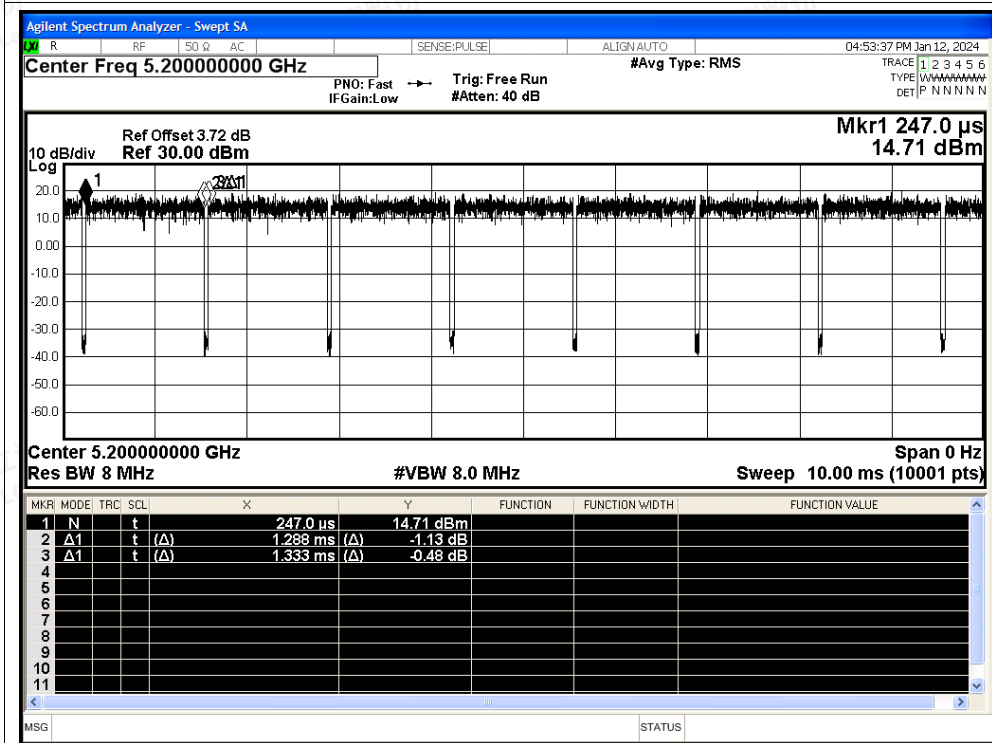 Agilent Spectrum Analyzer - Swept SA
LXI R RF 50 Ω AC SENSE:PULSE ALIGN AUTO 04:53:37 PM Jan 12, 2024
Center Freq 5.200000000 GHz #Avg Type: RMS TRACE 1 2 3 4 5 6
PNO: Fast Trig: Free Run TYPE W
IFGain:Low #Atten: 40 dB DET P N N N N N
Mkr1 247.0 µs
Ref Offset 3.72 dB
10 dB/div Ref 30.00 dBm 14.71 dBm
Log
1
20.0
10.0
0.00
-10.0
-20.0
-30.0
-40.0
-50.0
-60.0
Center 5.200000000 GHz Span 0 Hz
Res BW 8 MHz #VBW 8.0 MHz Sweep 10.00 ms (10001 pts)
MKR MODE TRC SCL X Y FUNCTION FUNCTION WIDTH FUNCTION VALUE
1 N t 247.0 µs 14.71 dBm
2 Δ1 t (Δ) 1.288 ms (Δ) -1.13 dB
3 Δ1 t (Δ) 1.333 ms (Δ) -0.48 dB
4
5
6
7
8
9
10
11
MSG STATUS